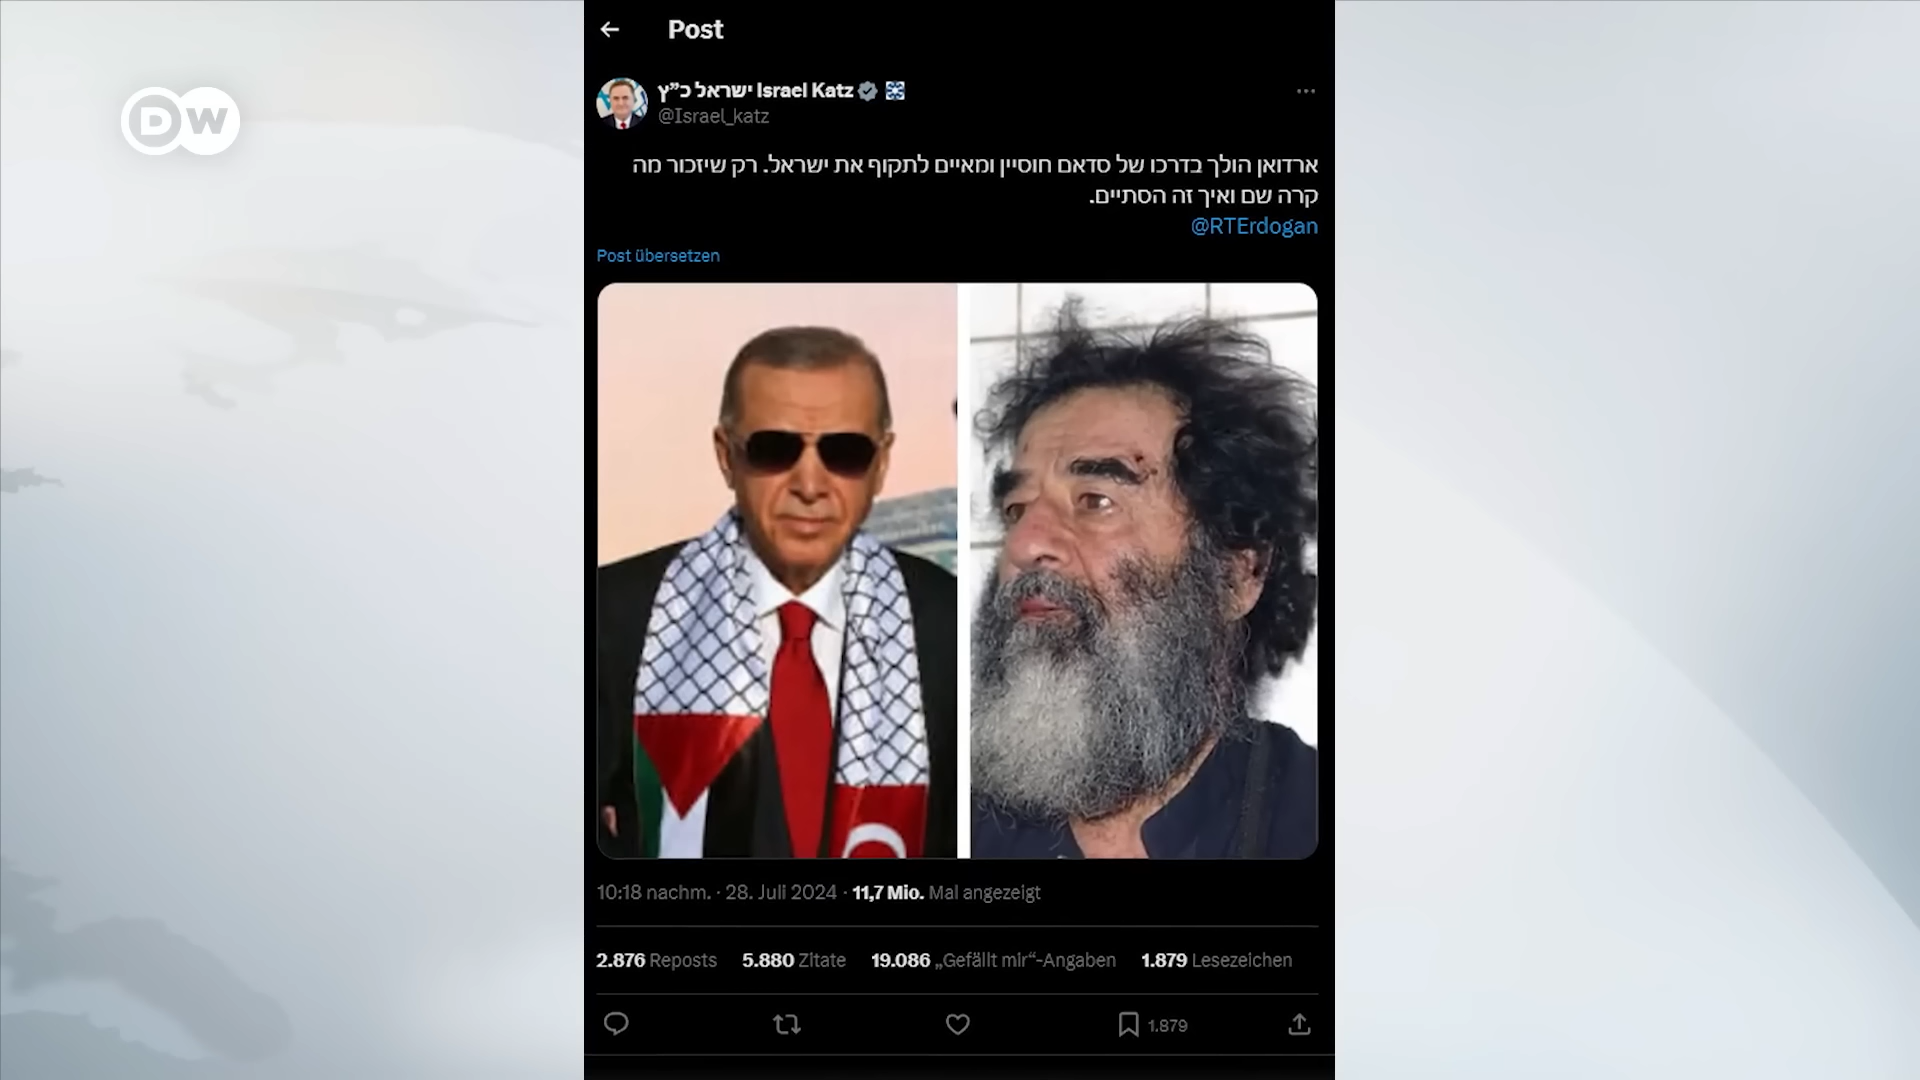 DW
Post
ישראל כ”ץ Israel Katz
@Israel_katz
ארדואן הולך בדרכו של סדאם חוסיין ומאיים לתקוף את ישראל. רק שיזכור מה
קרה שם ואיך זה הסתיים.
@RTErdogan
Post übersetzen
10:18 nachm. · 28. Juli 2024 · 11,7 Mio. Mal angezeigt
2.876 Reposts 5.880 Zitate 19.086 „Gefällt mir“-Angaben 1.879 Lesezeichen
1.879